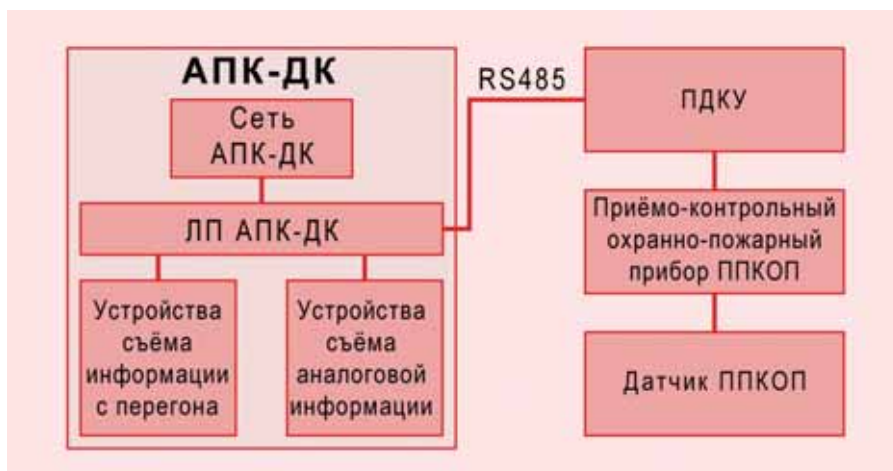 АПК-ДК
Сеть
АПК-ДК
ЛП АПК-ДК
Устройства
съёма
информации
с перегона
Устройства
съёма
аналоговой
информации
RS485
ПДКУ
Приёмо-контрольный
охранно-пожарный
прибор ППКОП
Датчик ППКОП